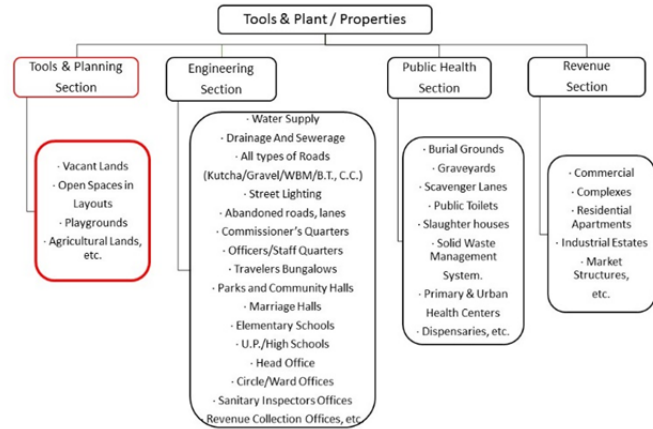 Tools & Plant / Properties
Tools & Planning
Section
Engineering
Section
Public Health
Section
Revenue
Section
· Vacant Lands
· Open Spaces in
Layouts
· Playgrounds
· Agricultural Lands,
etc.
· Water Supply
· Drainage And Sewerage
· All types of Roads
(Kutcha/Gravel/WBM/B.T., C.C.)
· Street Lighting
· Abandoned roads, lanes
· Commissioner's Quarters
· Officers/Staff Quarters
· Travelers Bungalows
· Parks and Community Halls
· Marriage Halls
· Elementary Schools
· U.P./High Schools
· Head Office
· Circle/Ward Offices
· Sanitary Inspectors Offices
· Revenue Collection Offices, etc
· Burial Grounds
· Graveyards
· Scavenger Lanes
· Public Toilets
· Slaughter houses
· Solid Waste
Management
System.
· Primary & Urban
Health Centers
· Dispensaries, etc.
· Commercial
· Complexes
· Residential
Apartments
· Industrial Estates
· Market
Structures,
etc.